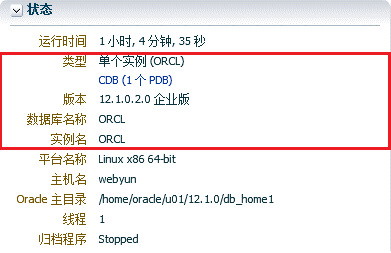 状态
运行时间 1 小时, 4 分钟, 35 秒
类型 单个实例 (ORCL)
CDB (1 个 PDB)
版本 12.1.0.2.0 企业版
数据库名称 ORCL
实例名 ORCL
平台名称 Linux x86 64-bit
主机名 webyun
Oracle 主目录 /home/oracle/u01/12.1.0/db_home1
线程 1
归档程序 Stopped